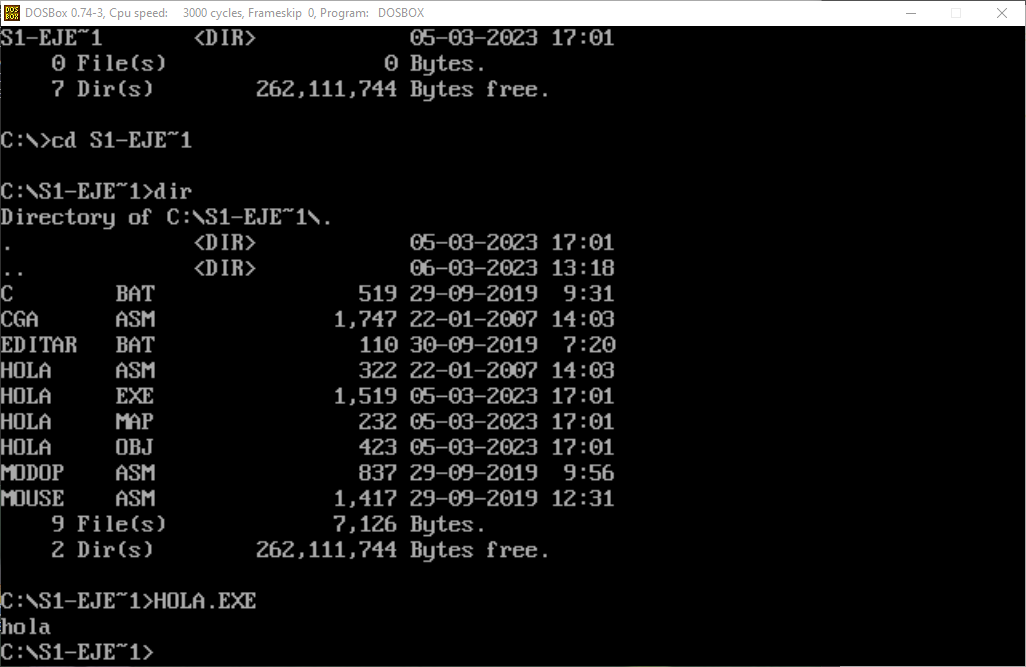 DOS
BOX
DOSBox 0.74-3, Cpu speed:    3000 cycles, Frameskip  0, Program:   DOSBOX
S1-EJE~1       <DIR>            05-03-2023 17:01
    0 File(s)                 0 Bytes.
    7 Dir(s)        262,111,744 Bytes free.
C:\>cd S1-EJE~1
C:\S1-EJE~1>dir
Directory of C:\S1-EJE~1\.
.              <DIR>            05-03-2023 17:01
..             <DIR>            06-03-2023 13:18
C        BAT                519 29-09-2019  9:31
CGA      ASM              1,747 22-01-2007 14:03
EDITAR   BAT                110 30-09-2019  7:20
HOLA     ASM                322 22-01-2007 14:03
HOLA     EXE              1,519 05-03-2023 17:01
HOLA     MAP                232 05-03-2023 17:01
HOLA     OBJ                423 05-03-2023 17:01
MODOP    ASM                837 29-09-2019  9:56
MOUSE    ASM              1,417 29-09-2019 12:31
    9 File(s)             7,126 Bytes.
    2 Dir(s)        262,111,744 Bytes free.
C:\S1-EJE~1>HOLA.EXE
hola
C:\S1-EJE~1>